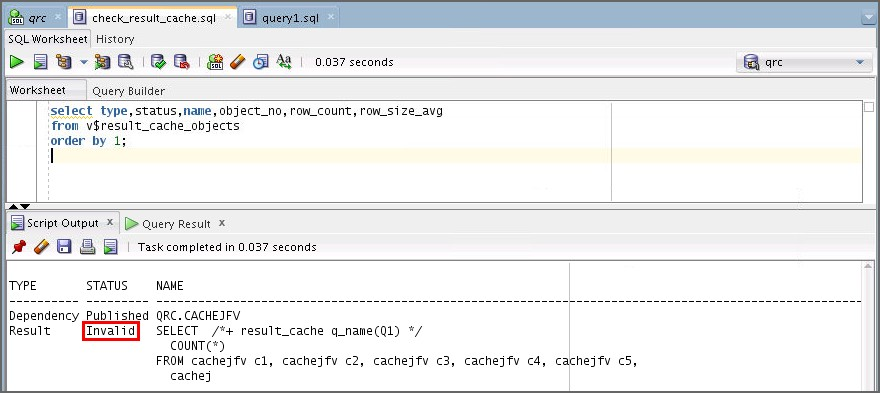 qrc check_result_cache.sql query1.sql
SQL Worksheet History
0.037 seconds qrc
Worksheet Query Builder
select type,status,name,object_no,row_count,row_size_avg
from v$result_cache_objects
order by 1;
Script Output x Query Result x
Task completed in 0.037 seconds
TYPE STATUS NAME
Dependency Published QRC.CACHEJFV
Result Invalid SELECT /*+ result_cache q_name(Q1) */
COUNT(*)
FROM cachejfv c1, cachejfv c2, cachejfv c3, cachejfv c4, cachejfv c5,
cachej